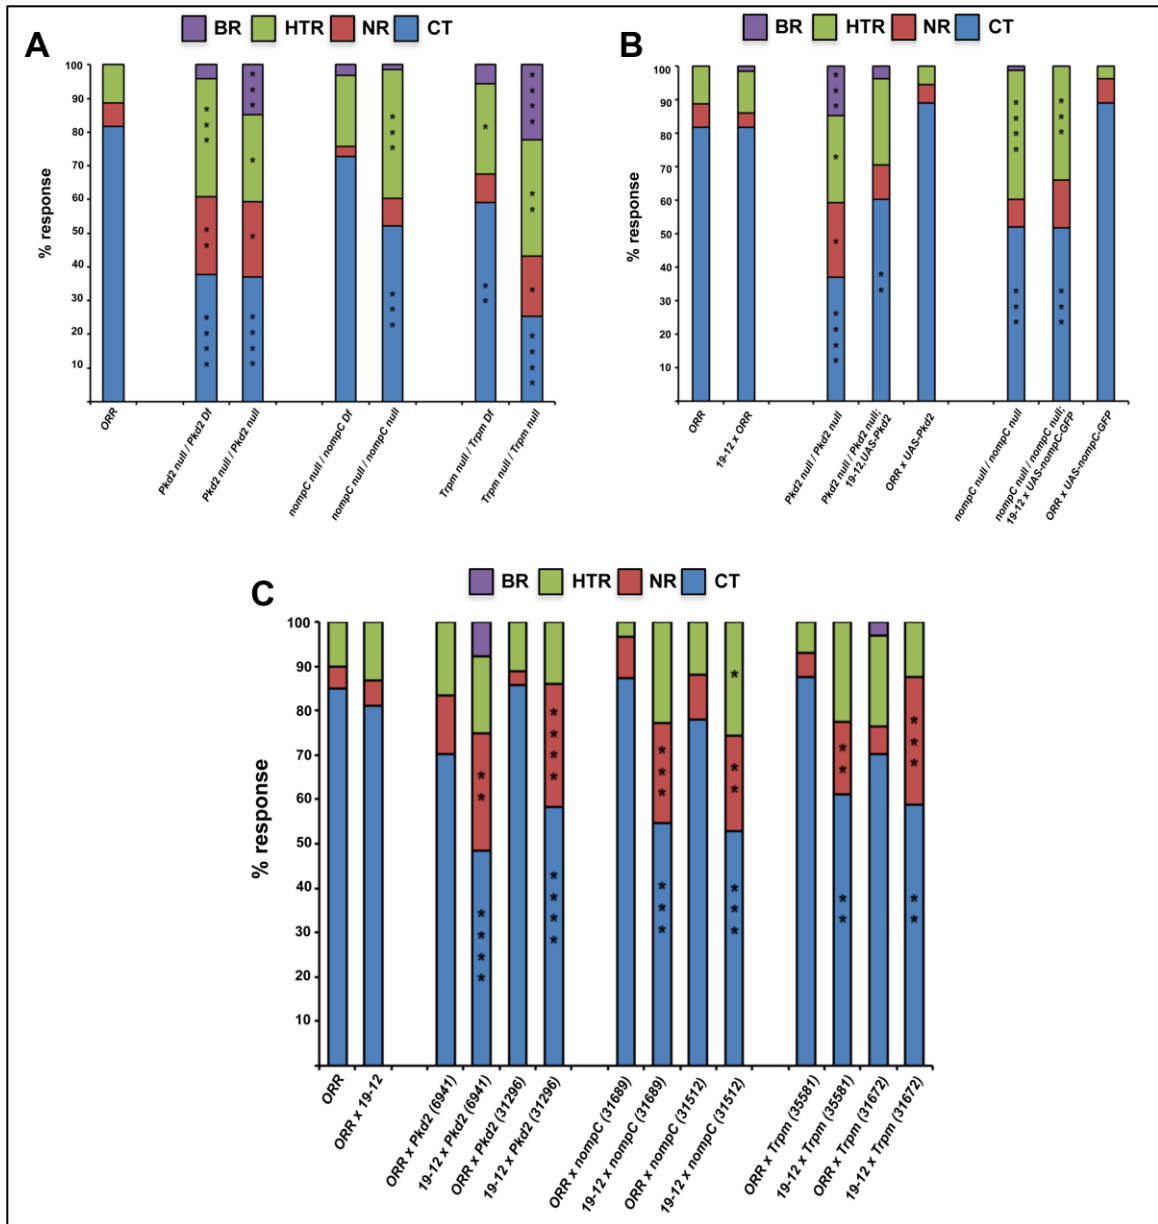 A
BR HTR NR CT
% response
100
90
80
70
60
50
40
30
20
10
* * *
* *
* * * *
* * *
*
*
* * * *
* * *
* * *
*
* *
* * * *
* *
*
* * * *
ORR
Pkd2 null / Pkd2 Df
Pkd2 null / Pkd2 null
nompC null / nompC Df
nompC null / nompC null
Trpm null / Trpm Df
Trpm null / Trpm null
B
BR HTR NR CT
% response
100
90
80
70
60
50
40
30
20
10
* * *
*
*
* * * *
* *
* * * *
* * *
* * *
* * *
ORR
19-12 x ORR
Pkd2 null / Pkd2 null
Pkd2 null / Pkd2 null;
19-12,UAS-Pkd2
ORR x UAS-Pkd2
nompC null / nompC null
nompC null / nompC null;
19-12 x UAS-nompC-GFP
ORR x UAS-nompC-GFP
C
BR HTR NR CT
% response
100
90
80
70
60
50
40
30
20
10
* *
* * * *
* * * *
* * * *
* * *
* * *
*
* *
* * *
* *
* *
* * *
* *
ORR
ORR x 19-12
ORR x Pkd2 (6941)
19-12 x Pkd2 (6941)
ORR x Pkd2 (31296)
19-12 x Pkd2 (31296)
ORR x nompC (31689)
19-12 x nompC (31689)
ORR x nompC (31512)
19-12 x nompC (31512)
ORR x Trpm (35581)
19-12 x Trpm (35581)
ORR x Trpm (31672)
19-12 x Trpm (31672)